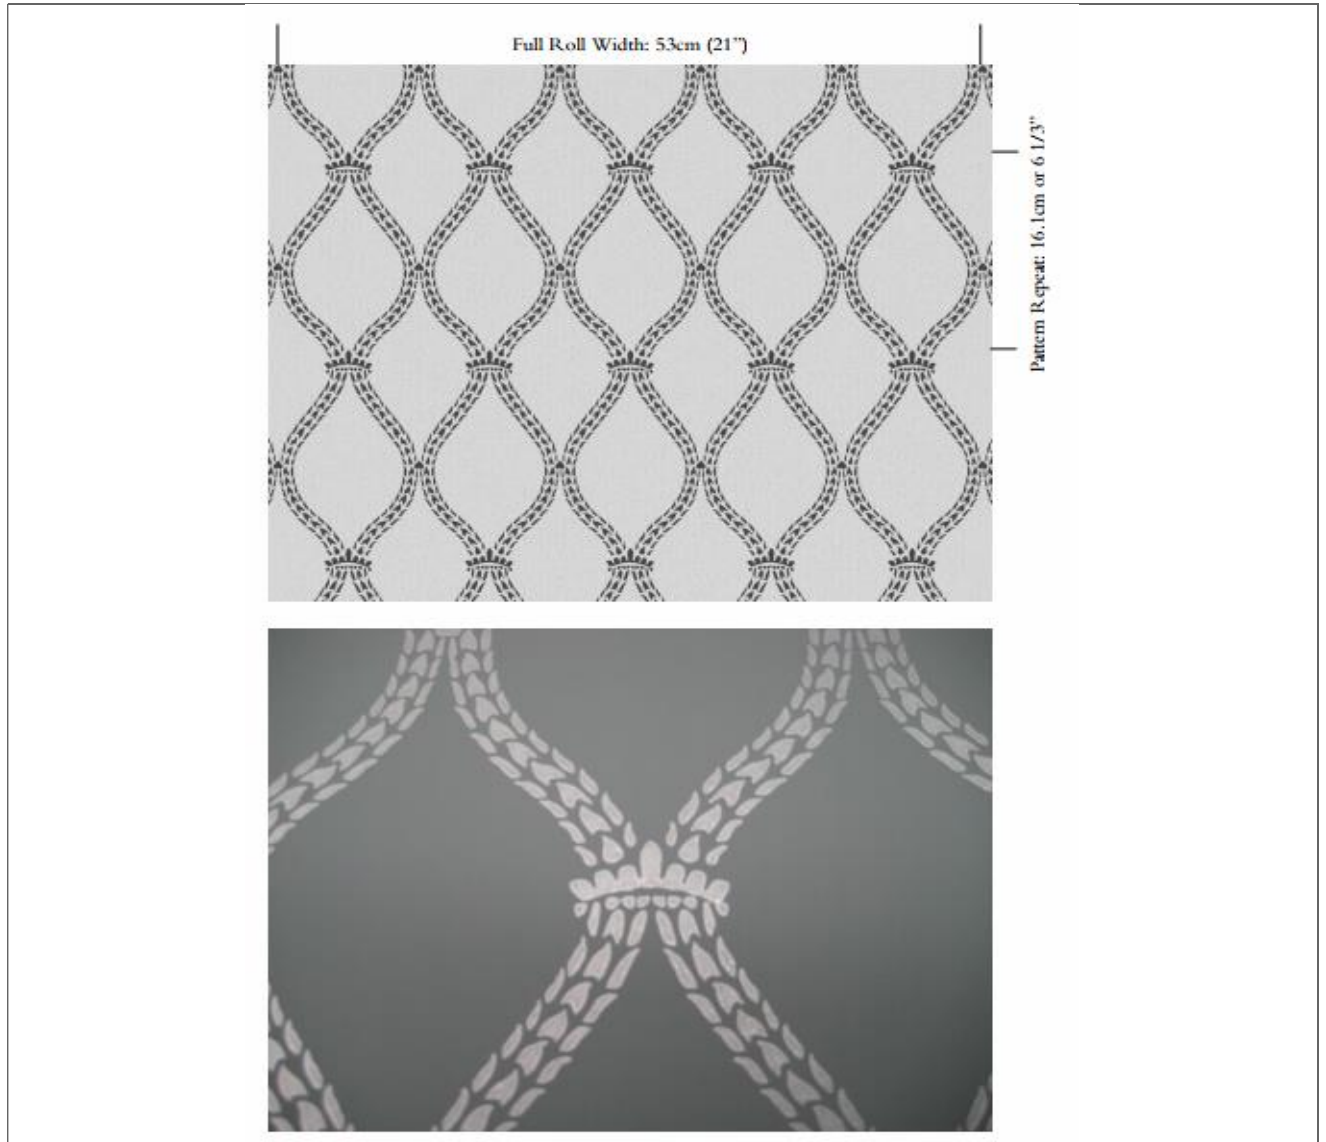 Full Roll Width: 53cm (21”)
Pattern Repeat: 16.1cm or 6 1/3”